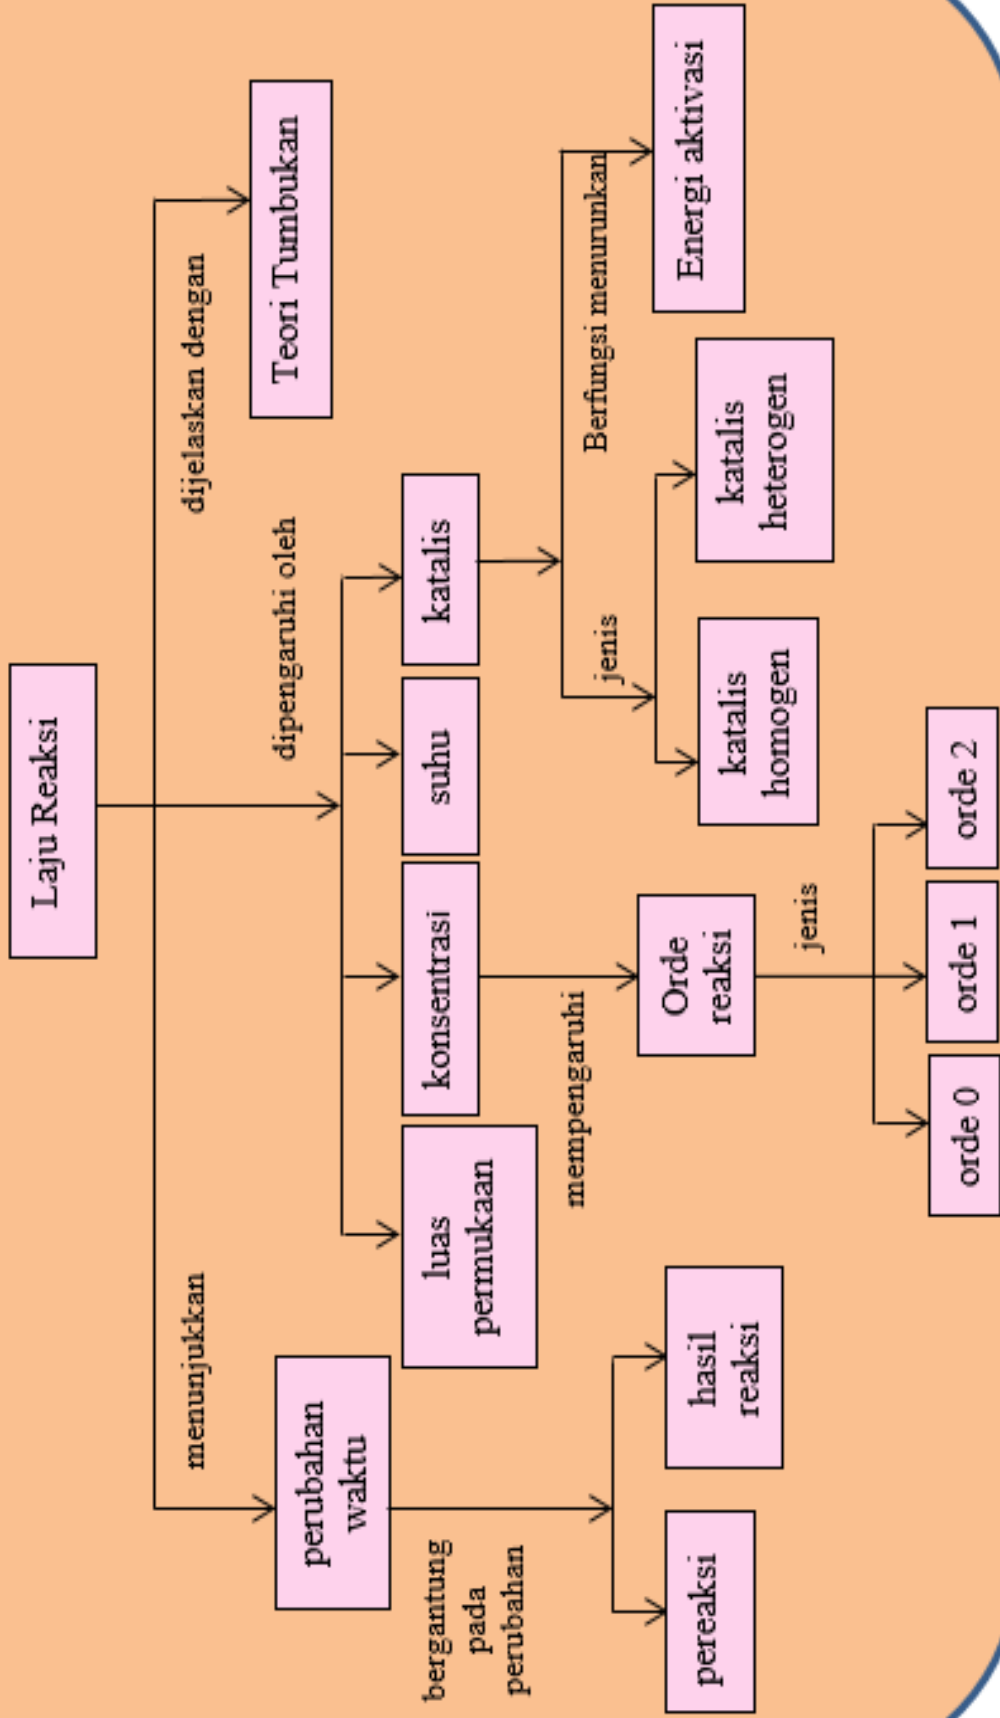 Laju Reaksi
menunjukkan
dijelaskan dengan
dipengaruhi oleh
perubahan
waktu
Teori Tumbukan
luas
permukaan
konsentrasi
suhu
katalis
bergantung
pada
perubahan
mempengaruhi
jenis
Berfungsi menurunkan
pereaksi
hasil
reaksi
Orde
reaksi
katalis
homogen
katalis
heterogen
Energi aktivasi
jenis
orde 0
orde 1
orde 2